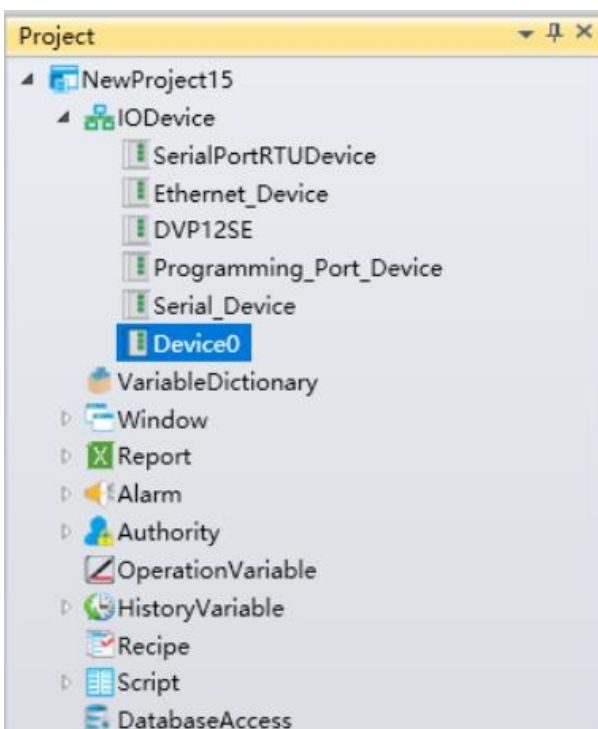 Project
NewProject15
IODevice
SerialPortRTUDevice
Ethernet_Device
DVP12SE
Programming_Port_Device
Serial_Device
Device0
VariableDictionary
Window
Report
Alarm
Authority
OperationVariable
HistoryVariable
Recipe
Script
DatabaseAccess